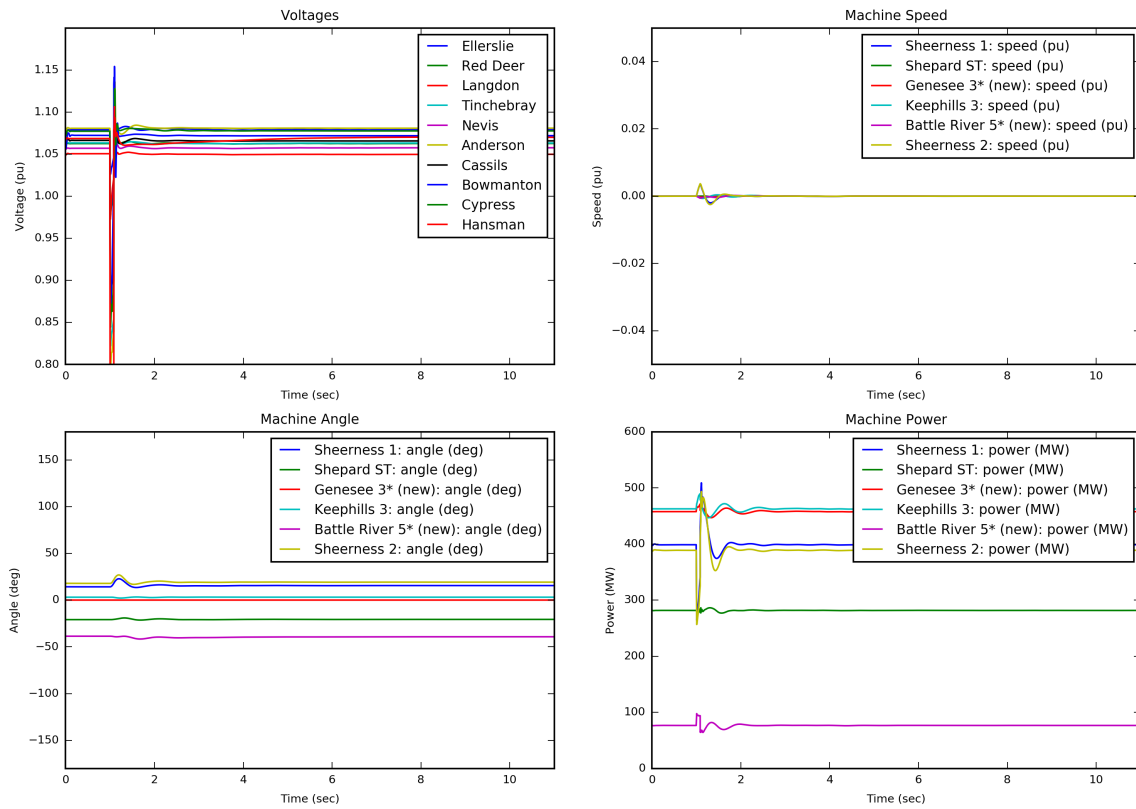 Voltages
1.15
1.10
1.05
1.00
0.95
0.90
0.85
0.80
Voltage (pu)
0
2
4
6
8
10
Time (sec)
Ellerslie
Red Deer
Langdon
Tinchebray
Nevis
Anderson
Cassils
Bowmanton
Cypress
Hansman
Machine Speed
0.04
0.02
0.00
−0.02
−0.04
Speed (pu)
0
2
4
6
8
10
Time (sec)
Sheerness 1: speed (pu)
Shepard ST: speed (pu)
Genesee 3* (new): speed (pu)
Keephills 3: speed (pu)
Battle River 5* (new): speed (pu)
Sheerness 2: speed (pu)
Machine Angle
150
100
50
0
−50
−100
−150
Angle (deg)
0
2
4
6
8
10
Time (sec)
Sheerness 1: angle (deg)
Shepard ST: angle (deg)
Genesee 3* (new): angle (deg)
Keephills 3: angle (deg)
Battle River 5* (new): angle (deg)
Sheerness 2: angle (deg)
Machine Power
600
500
400
300
200
100
0
Power (MW)
0
2
4
6
8
10
Time (sec)
Sheerness 1: power (MW)
Shepard ST: power (MW)
Genesee 3* (new): power (MW)
Keephills 3: power (MW)
Battle River 5* (new): power (MW)
Sheerness 2: power (MW)